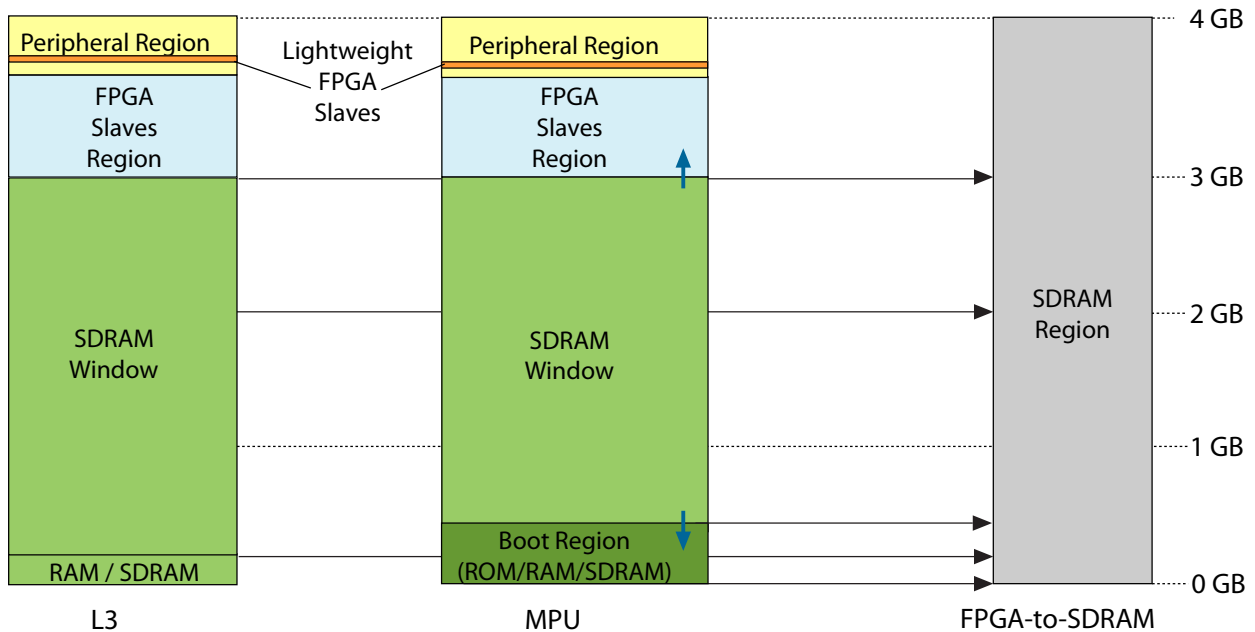 4 GB
Peripheral Region
Lightweight
FPGA
Slaves
Peripheral Region
FPGA
Slaves
Region
FPGA
Slaves
Region
3 GB
SDRAM
Window
SDRAM
Window
SDRAM
Region
2 GB
1 GB
RAM / SDRAM
Boot Region
(ROM/RAM/SDRAM)
0 GB
L3
MPU
FPGA-to-SDRAM